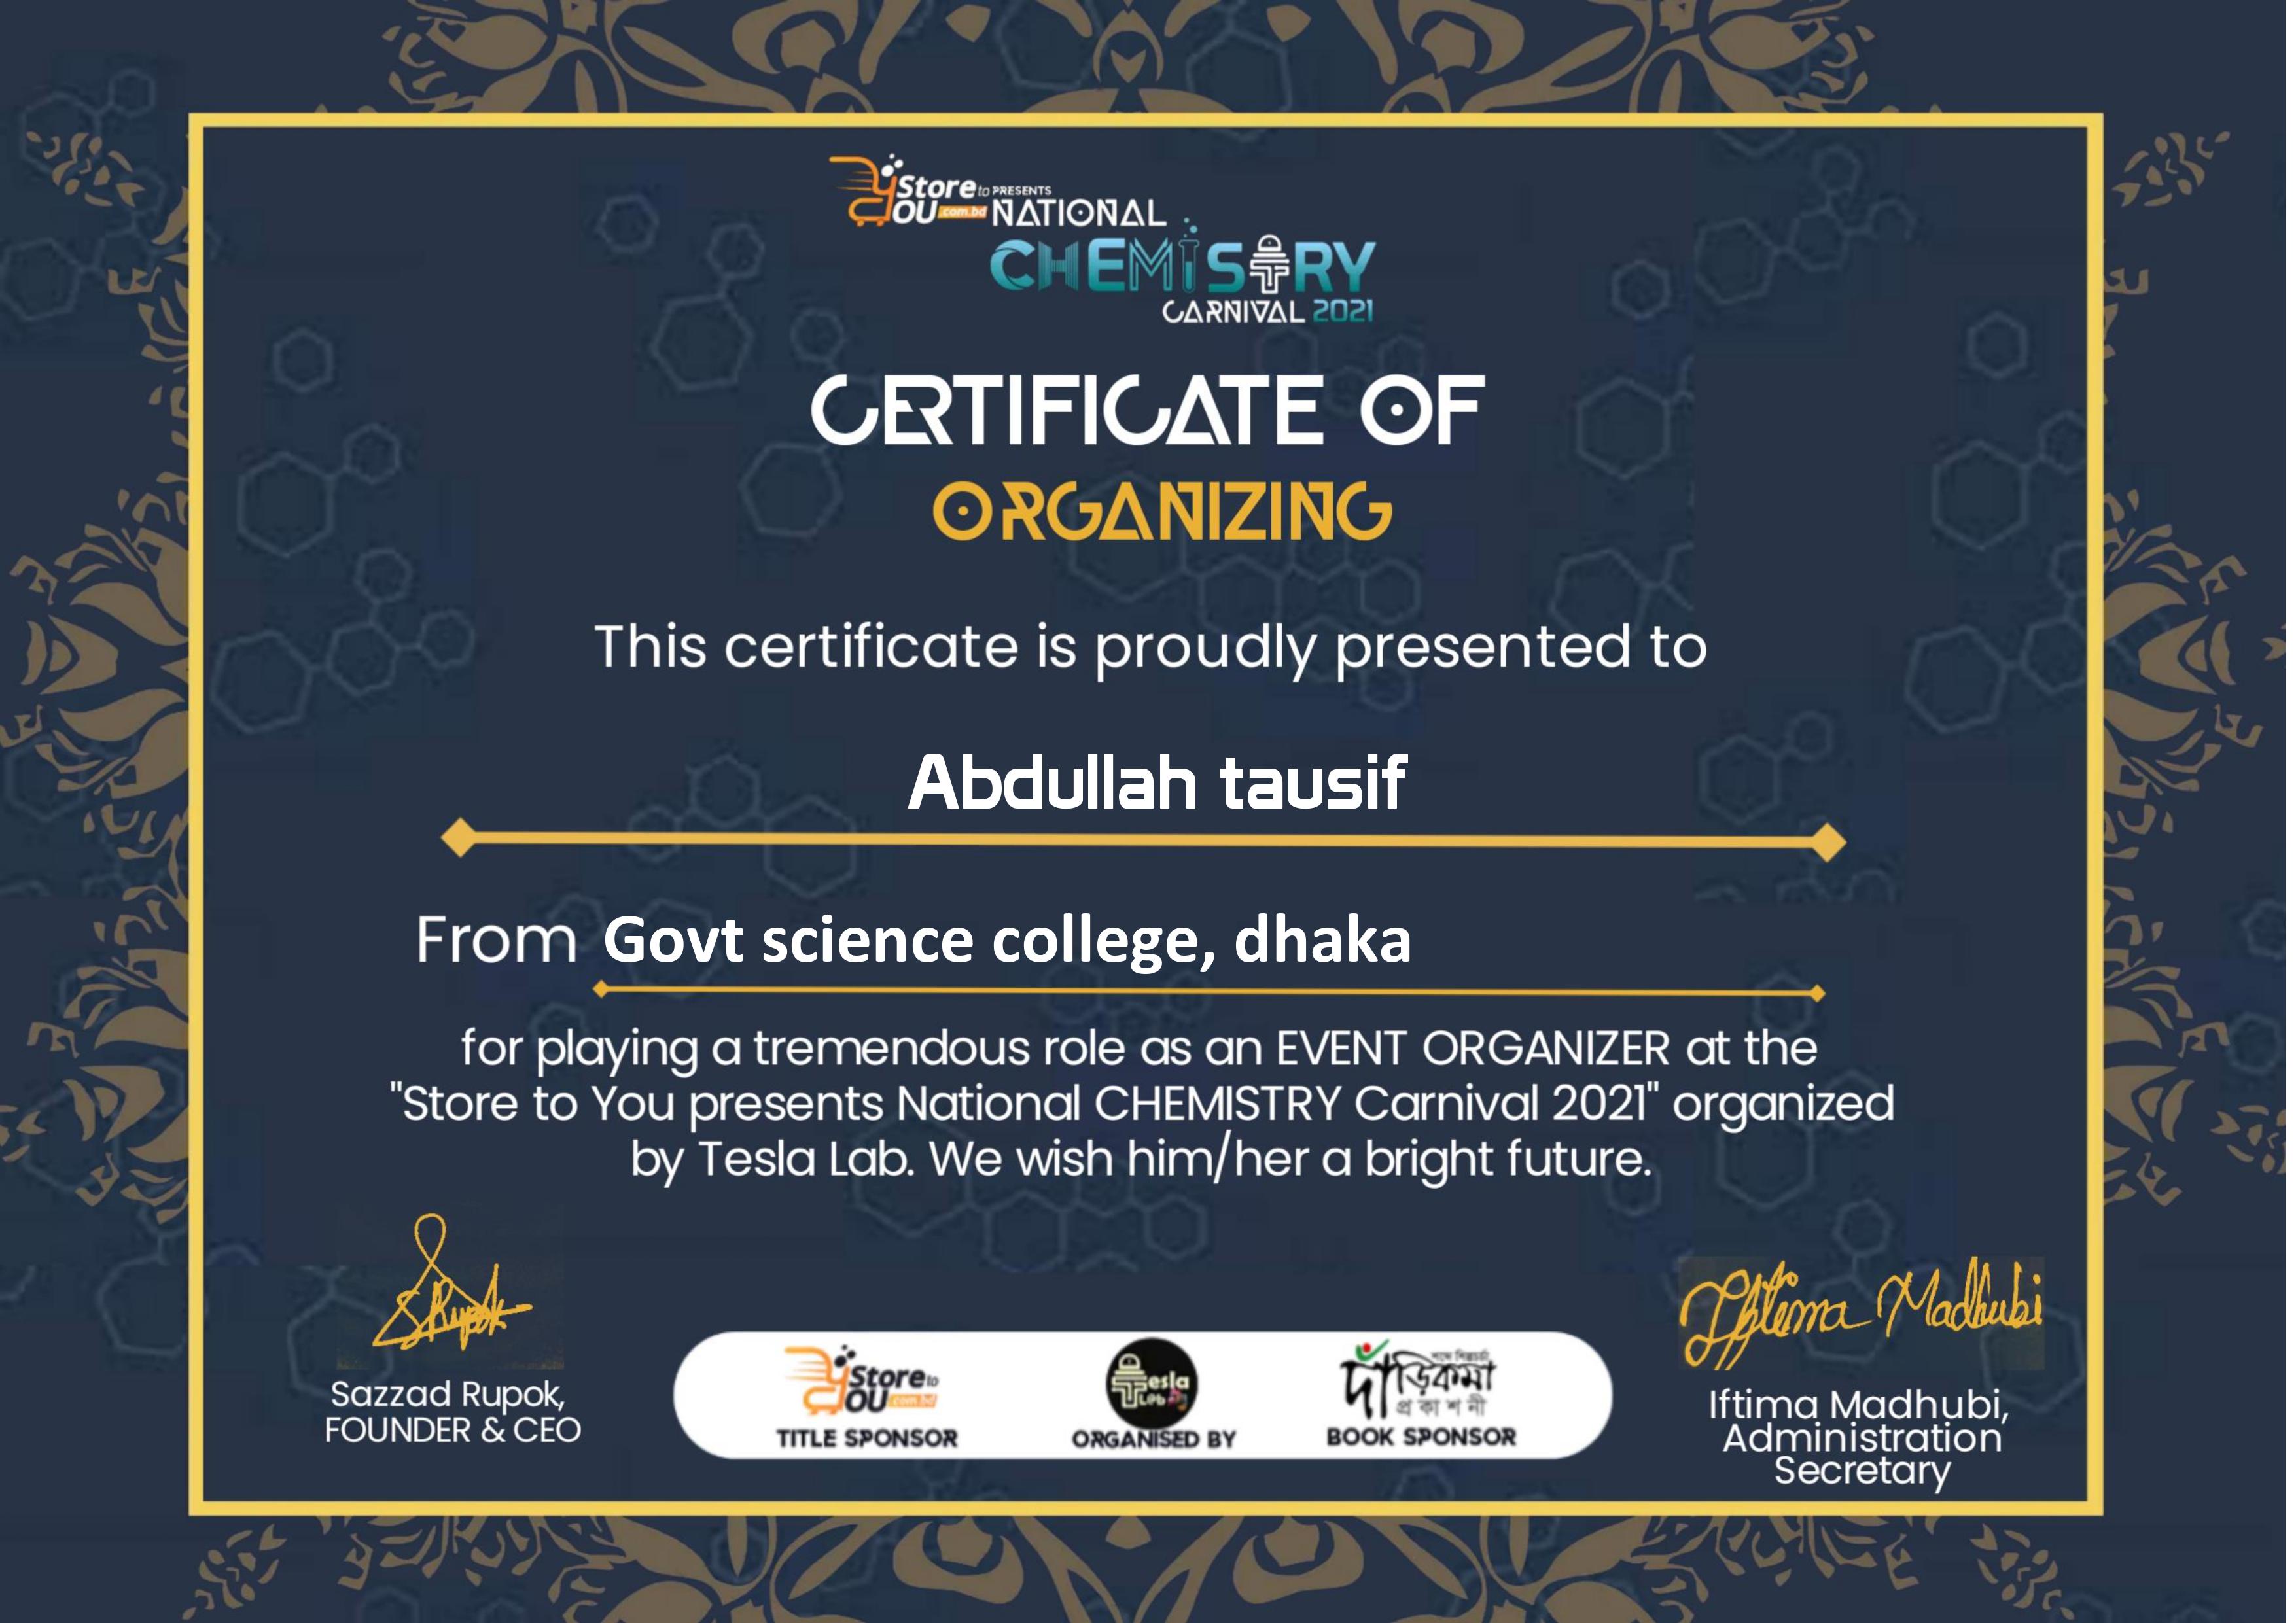 Store to PRESENTS
YOU .com.bd NATIONAL
CHEMISTRY
CARNIVAL 2021
CERTIFICATE OF
ORGANIZING
This certificate is proudly presented to
Abdullah tausif
From Govt science college, dhaka
for playing a tremendous role as an EVENT ORGANIZER at the
"Store to You presents National CHEMISTRY Carnival 2021" organized
by Tesla Lab. We wish him/her a bright future.
SRupok
Iftima Madhubi
Sazzad Rupok,
FOUNDER & CEO
Store to
YOU .com.bd
TITLE SPONSOR
Tesla
Lab
ORGANISED BY
দাঁড়িকমা
প্রকাশনী
BOOK SPONSOR
Iftima Madhubi,
Administration
Secretary